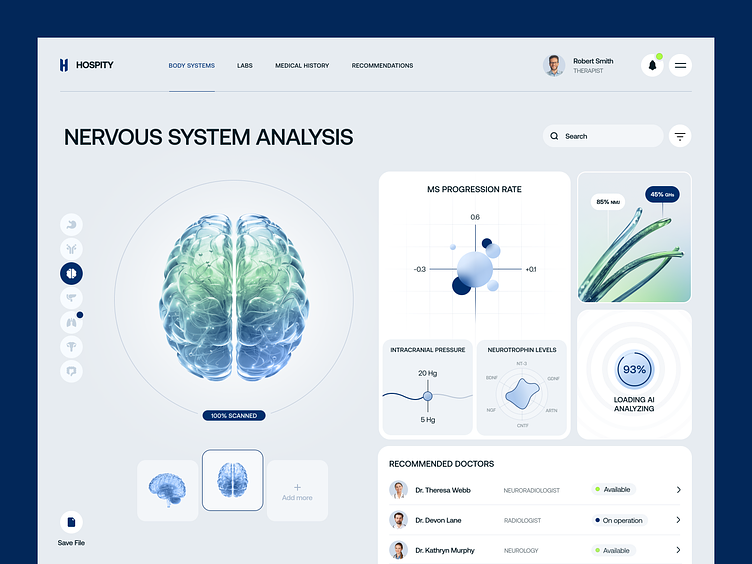 HOSPITY
BODY SYSTEMS
LABS
MEDICAL HISTORY
RECOMMENDATIONS
Robert Smith
THERAPIST
NERVOUS SYSTEM ANALYSIS
Search
100% SCANNED
Add more
Save File
MS PROGRESSION RATE
0.6
-0.3
+0.1
INTRACRANIAL PRESSURE
20 Hg
5 Hg
NEUROTROPHIN LEVELS
NT-3
BDNF
GDNF
NGF
ARTN
CNTF
85% NMU
45% GHs
93%
LOADING AI
ANALYZING
RECOMMENDED DOCTORS
Dr. Theresa Webb NEURORADIOLOGIST Available
Dr. Devon Lane RADIOLOGIST On operation
Dr. Kathryn Murphy NEUROLOGY Available